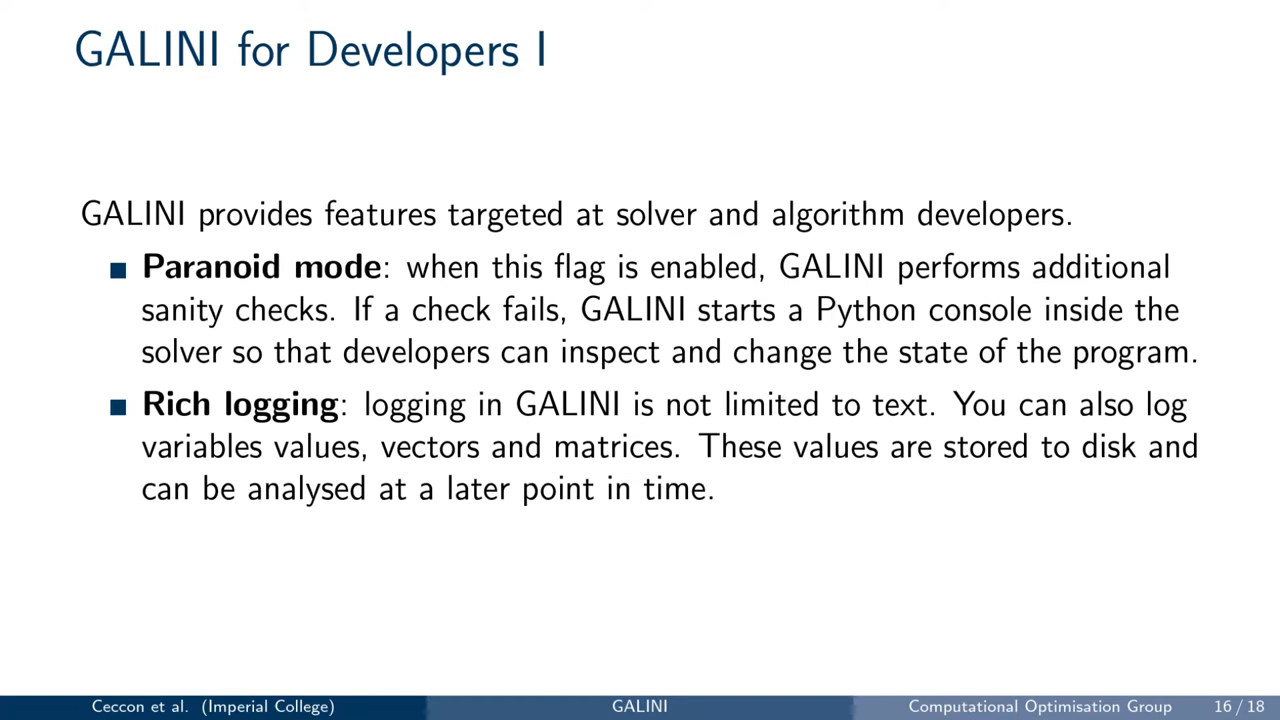 GALINI for Developers I
GALINI provides features targeted at solver and algorithm developers.
Paranoid mode: when this flag is enabled, GALINI performs additional
sanity checks. If a check fails, GALINI starts a Python console inside the
solver so that developers can inspect and change the state of the program.
Rich logging: logging in GALINI is not limited to text. You can also log
variables values, vectors and matrices. These values are stored to disk and
can be analysed at a later point in time.
Ceccon et al. (Imperial College) GALINI Computational Optimisation Group 16 / 18